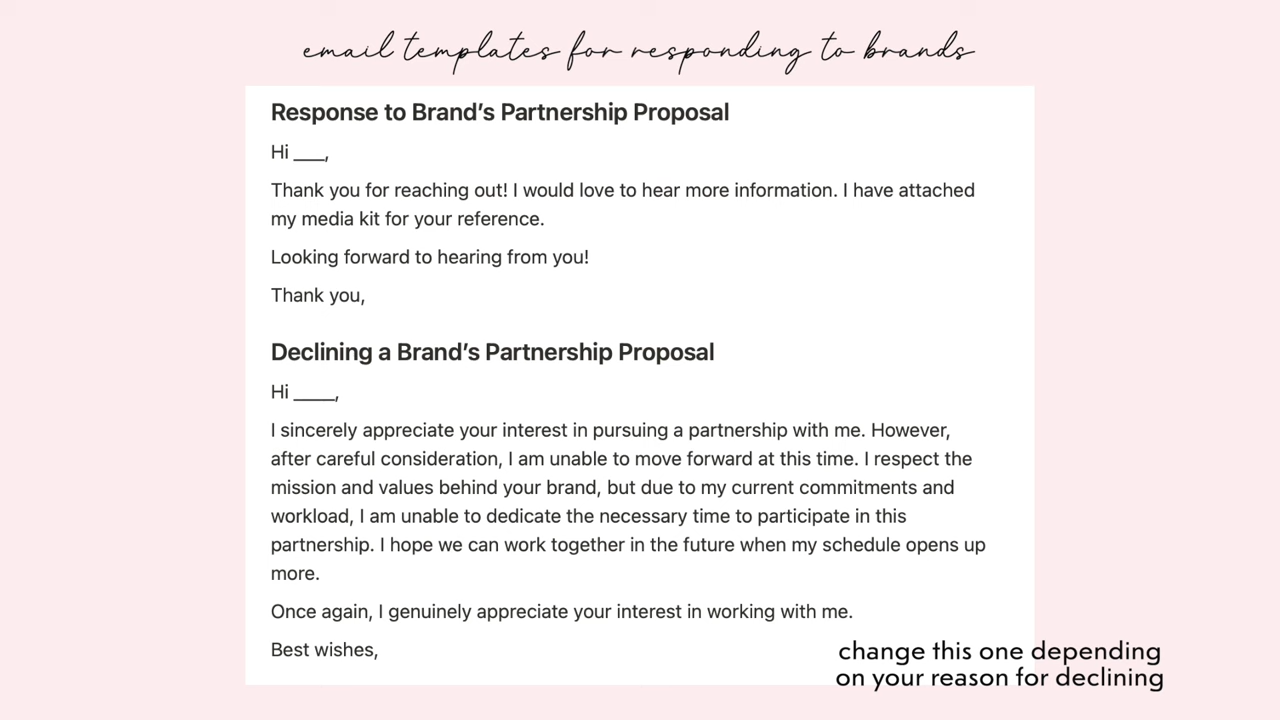 email templates for responding to brands
Response to Brand’s Partnership Proposal
Hi ___,
Thank you for reaching out! I would love to hear more information. I have attached
my media kit for your reference.
Looking forward to hearing from you!
Thank you,
Declining a Brand’s Partnership Proposal
Hi ____,
I sincerely appreciate your interest in pursuing a partnership with me. However,
after careful consideration, I am unable to move forward at this time. I respect the
mission and values behind your brand, but due to my current commitments and
workload, I am unable to dedicate the necessary time to participate in this
partnership. I hope we can work together in the future when my schedule opens up
more.
Once again, I genuinely appreciate your interest in working with me.
Best wishes,
change this one depending
on your reason for declining